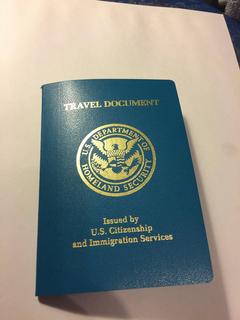 TRAVEL DOCUMENT
U.S. DEPARTMENT OF
HOMELAND SECURITY
Issued by
U.S. Citizenship
and Immigration Services